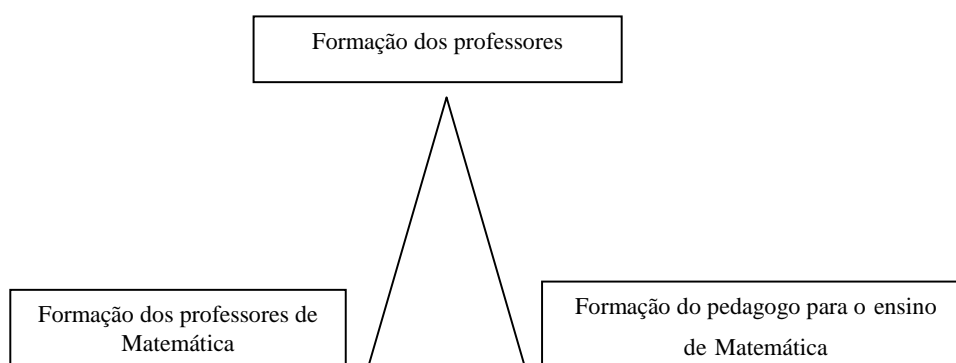 Formação dos professores
Formação dos professores de
Matemática
Formação do pedagogo para o ensino
de Matemática